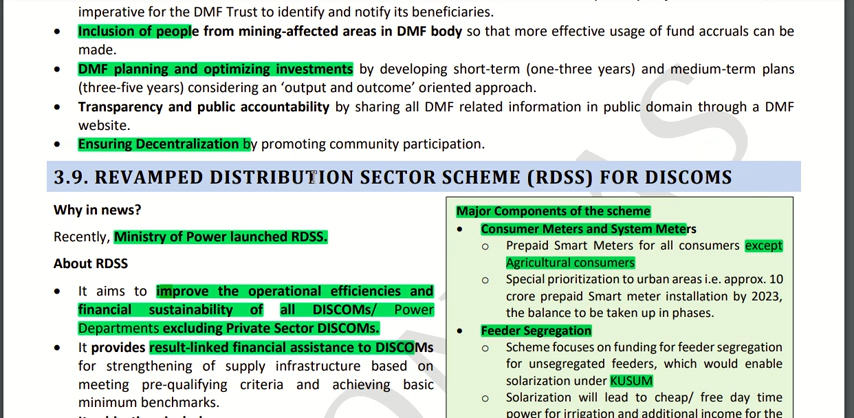 imperative for the DMF Trust to identify and notify its beneficiaries.
• Inclusion of people from mining-affected areas in DMF body so that more effective usage of fund accruals can be
made.
• DMF planning and optimizing investments by developing short-term (one-three years) and medium-term plans
(three-five years) considering an ‘output and outcome’ oriented approach.
• Transparency and public accountability by sharing all DMF related information in public domain through a DMF
website.
• Ensuring Decentralization by promoting community participation.
3.9. REVAMPED DISTRIBUTION SECTOR SCHEME (RDSS) FOR DISCOMS
Why in news?
Recently, Ministry of Power launched RDSS.
About RDSS
• It aims to improve the operational efficiencies and
financial sustainability of all DISCOMs/ Power
Departments excluding Private Sector DISCOMs.
• It provides result-linked financial assistance to DISCOMs
for strengthening of supply infrastructure based on
meeting pre-qualifying criteria and achieving basic
minimum benchmarks.
Major Components of the scheme
• Consumer Meters and System Meters
o Prepaid Smart Meters for all consumers except
Agricultural consumers
o Special prioritization to urban areas i.e. approx. 10
crore prepaid Smart meter installation by 2023,
the balance to be taken up in phases.
• Feeder Segregation
o Scheme focuses on funding for feeder segregation
for unsegregated feeders, which would enable
solarization under KUSUM
o Solarization will lead to cheap/ free day time
power for irrigation and additional income for the